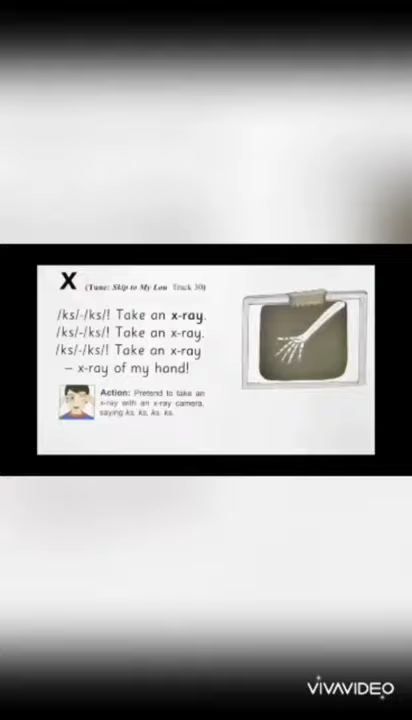 X (Tune: Skip to My Lou Track 30)
/ks/-/ks/! Take an x-ray.
/ks/-/ks/! Take an x-ray.
/ks/-/ks/! Take an x-ray
– x-ray of my hand!
Action: Pretend to take an
x-ray with an x-ray camera,
saying ks, ks, ks, ks.
VIVAVIDEO